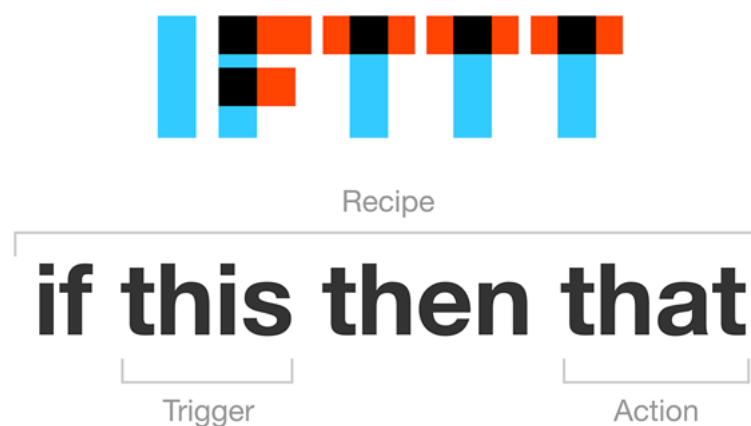 IFTTT
Recipe
if this then that
Trigger Action